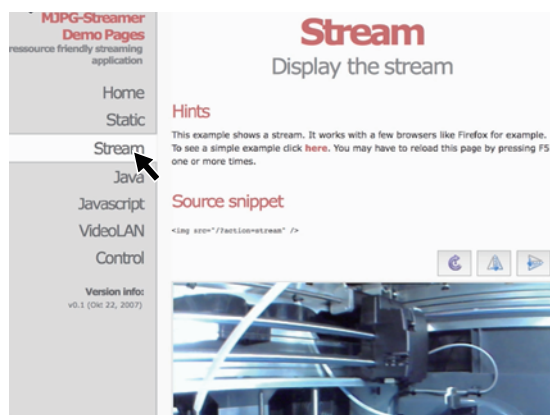 MJPG-Streamer
Demo Pages
ressource friendly streaming
application
Home
Static
Stream
Java
Javascript
VideoLAN
Control
Version info:
v0.1 (Okt 22, 2007)
Stream
Display the stream
Hints
This example shows a stream. It works with a few browsers like Firefox for example.
To see a simple example click here. You may have to reload this page by pressing F5
one or more times.
Source snippet
<img src="/?action=stream" />